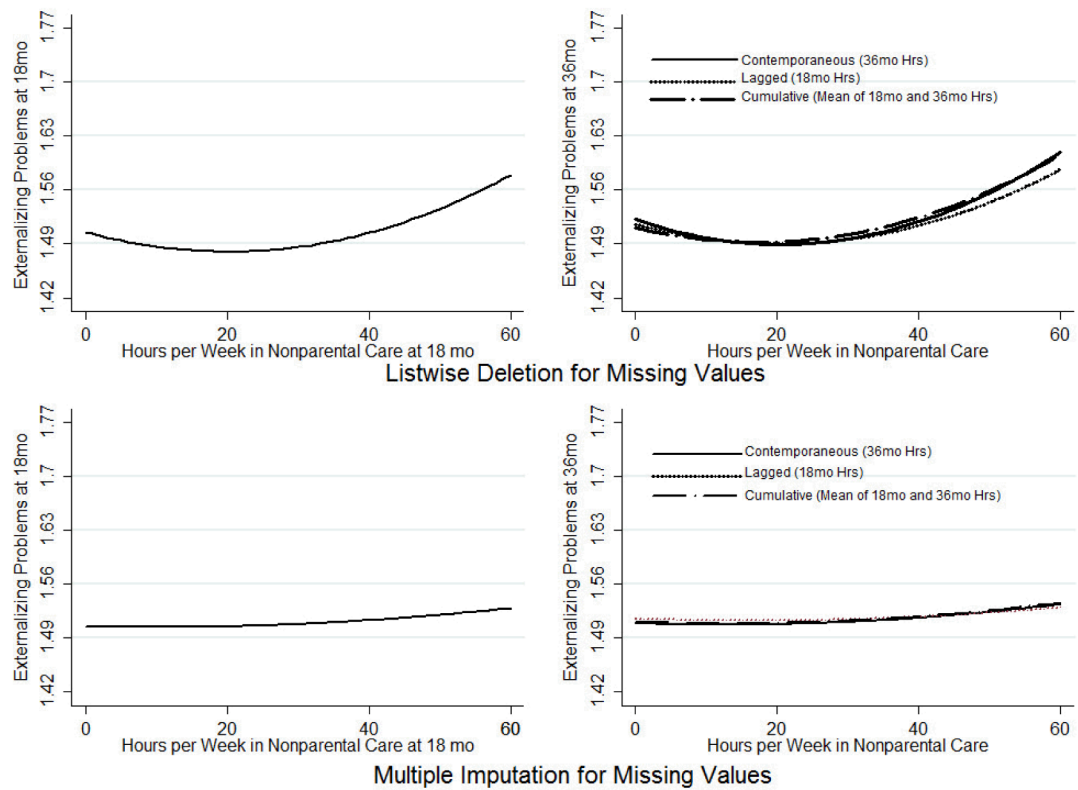 Externalizing Problems at 18mo
1.77
1.7
1.63
1.56
1.49
1.42
0 20 40 60
Hours per Week in Nonparental Care at 18 mo
Externalizing Problems at 36mo
1.77
1.7
1.63
1.56
1.49
1.42
Contemporaneous (36mo Hrs)
Lagged (18mo Hrs)
Cumulative (Mean of 18mo and 36mo Hrs)
0 20 40 60
Hours per Week in Nonparental Care
Listwise Deletion for Missing Values
Externalizing Problems at 18mo
1.77
1.7
1.63
1.56
1.49
1.42
0 20 40 60
Hours per Week in Nonparental Care at 18 mo
Externalizing Problems at 36mo
1.77
1.7
1.63
1.56
1.49
1.42
Contemporaneous (36mo Hrs)
Lagged (18mo Hrs)
Cumulative (Mean of 18mo and 36mo Hrs)
0 20 40 60
Hours per Week in Nonparental Care
Multiple Imputation for Missing Values